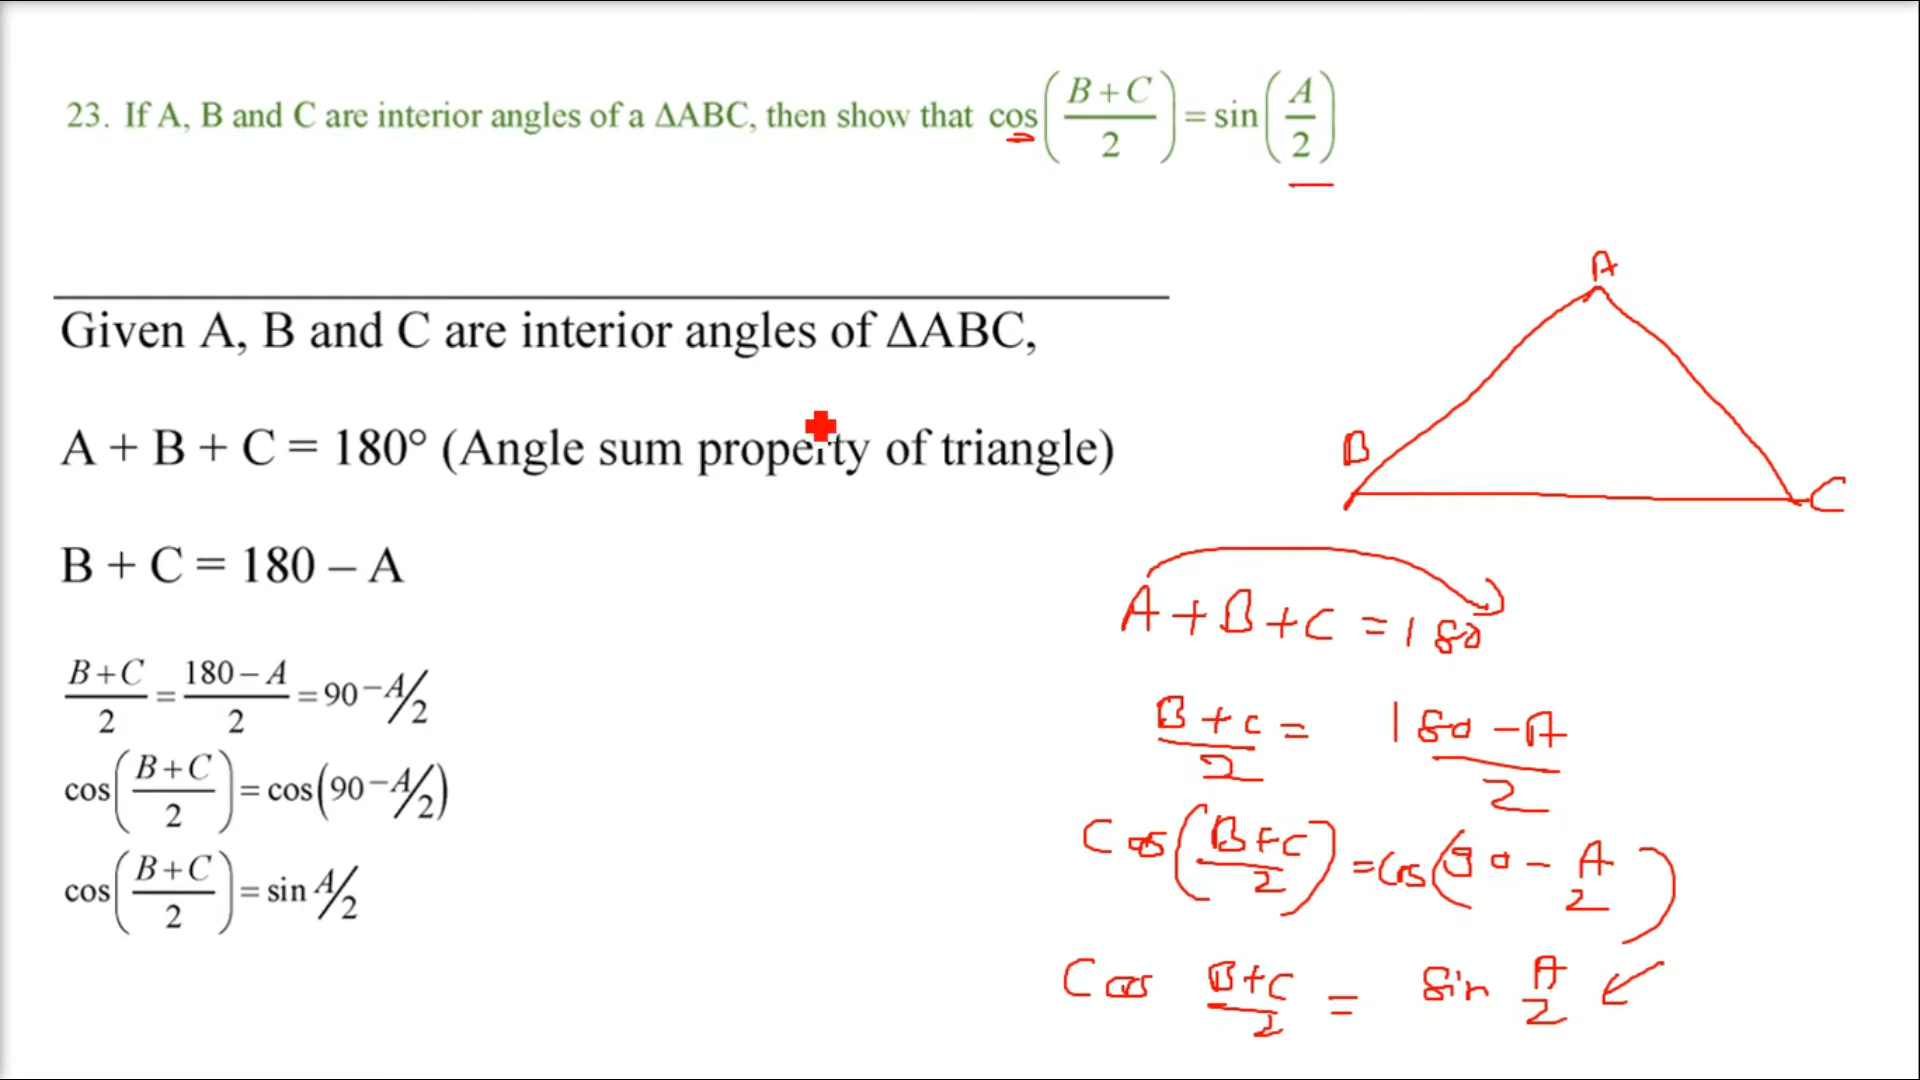 23. If A, B and C are interior angles of a ΔABC, then show that cos((B+C)/2) = sin(A/2)
Given A, B and C are interior angles of ΔABC,
A + B + C = 180° (Angle sum property of triangle)
B + C = 180 – A
(B+C)/2 = (180–A)/2 = 90 – A/2
cos((B+C)/2) = cos(90 – A/2)
cos((B+C)/2) = sin A/2
A
B
C
A + B + C = 180
(B+C)/2 = (180 – A)/2
Cos((B+C)/2) = Cos(90 – A/2)
Cos (B+C)/2 = Sin A/2